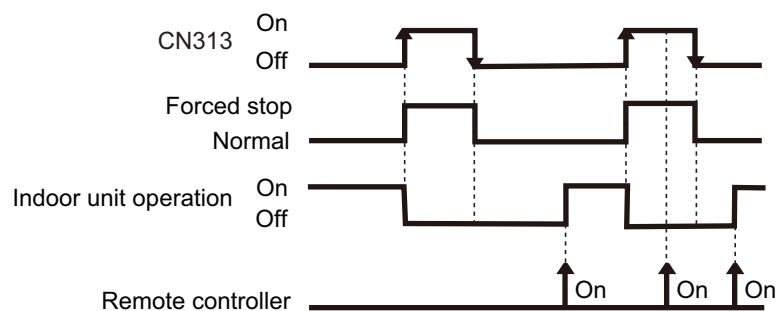 CN313
On
Off
Forced stop
Normal
Indoor unit operation
On
Off
Remote controller
On
On
On